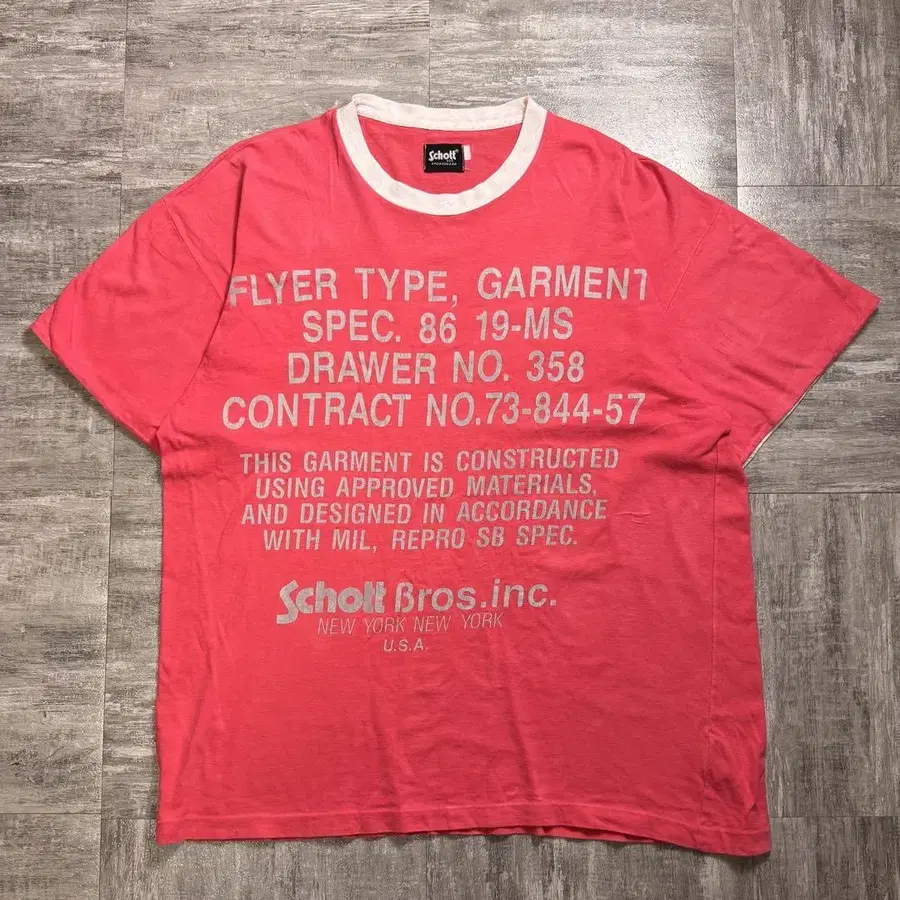 Schott
FLYER TYPE, GARMENT
SPEC. 86 19-MS
DRAWER NO. 358
CONTRACT NO.73-844-57
THIS GARMENT IS CONSTRUCTED
USING APPROVED MATERIALS,
AND DESIGNED IN ACCORDANCE
WITH MIL, REPRO SB SPEC.
Schott Bros.inc.
NEW YORK NEW YORK
U.S.A.